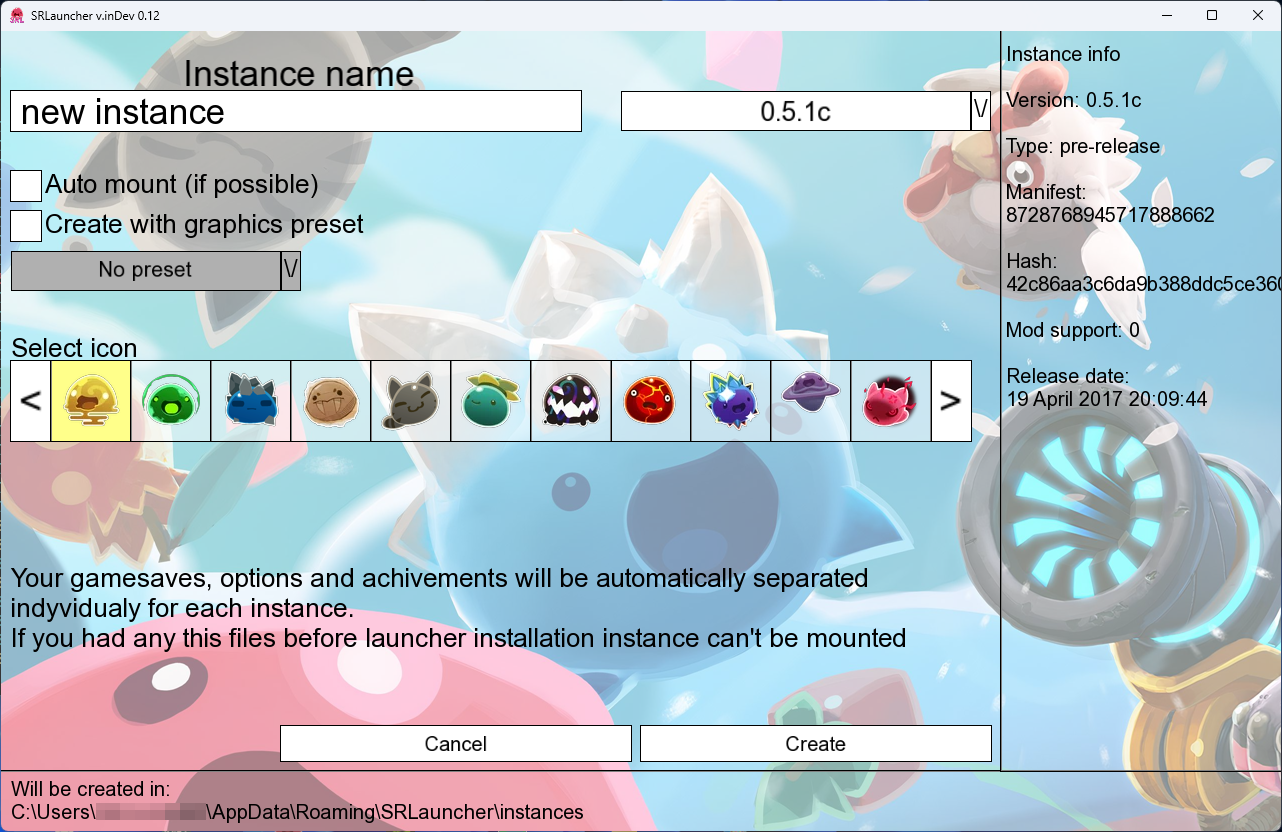 SRLauncher v.inDev 0.12
Instance name
new instance
0.5.1c
\/
Auto mount (if possible)
Create with graphics preset
No preset
\/
Select icon
<
>
Your gamesaves, options and achivements will be automatically separated
indyvidualy for each instance.
If you had any this files before launcher installation instance can't be mounted
Cancel
Create
Will be created in:
C:\Users\ \AppData\Roaming\SRLauncher\instances
Instance info
Version: 0.5.1c
Type: pre-release
Manifest:
8728768945717888662
Hash:
42c86aa3c6da9b388ddc5ce360
Mod support: 0
Release date:
19 April 2017 20:09:44